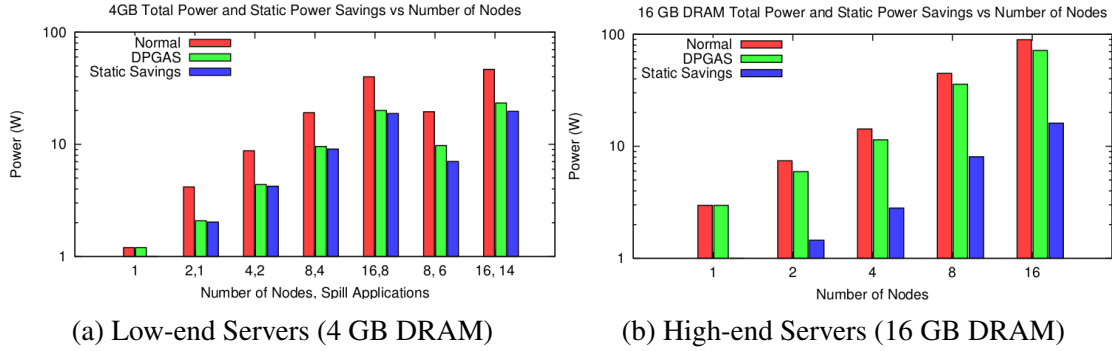 4GB Total Power and Static Power Savings vs Number of Nodes
100
10
1
Power (W)
Normal
DPGAS
Static Savings
1 2,1 4,2 8,4 16,8 8, 6 16, 14
Number of Nodes, Spill Applications
(a) Low-end Servers (4 GB DRAM)
16 GB DRAM Total Power and Static Power Savings vs Number of Nodes
100
10
1
Power (W)
Normal
DPGAS
Static Savings
1 2 4 8 16
Number of Nodes
(b) High-end Servers (16 GB DRAM)